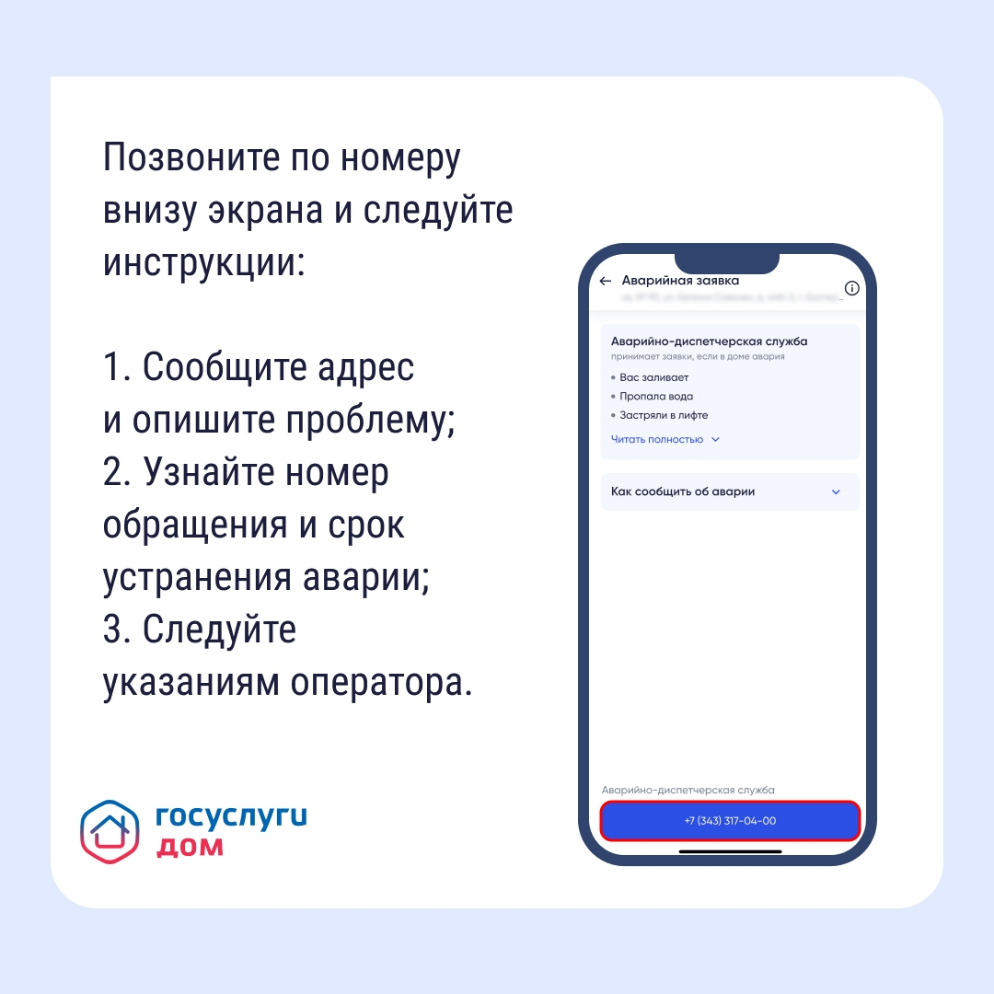 Позвоните по номеру
внизу экрана и следуйте
инструкции:
1. Сообщите адрес
и опишите проблему;
2. Узнайте номер
обращения и срок
устранения аварии;
3. Следуйте
указаниям оператора.
госуслуги
дом
Аварийная заявка
Аварийно-диспетчерская служба
принимает заявки, если в доме авария
• Вас заливает
• Пропала вода
• Застряли в лифте
Читать полностью
Как сообщить об аварии
Аварийно-диспетчерская служба
+7 (343) 317-04-00